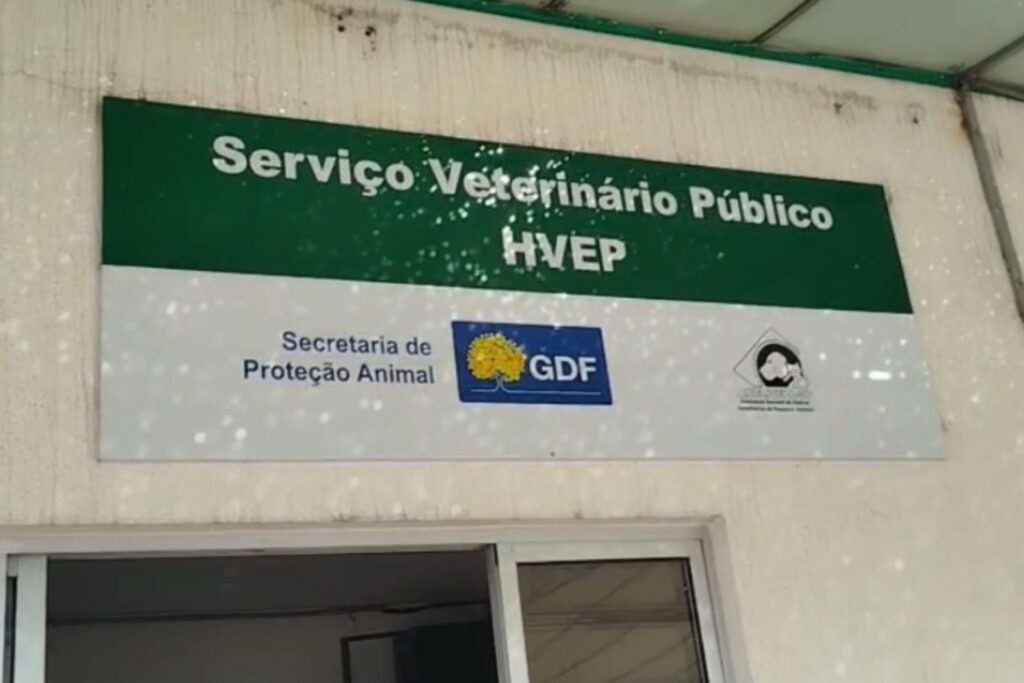 Serviço Veterinário Público
HVEP
Secretaria de
Proteção Animal
GDF